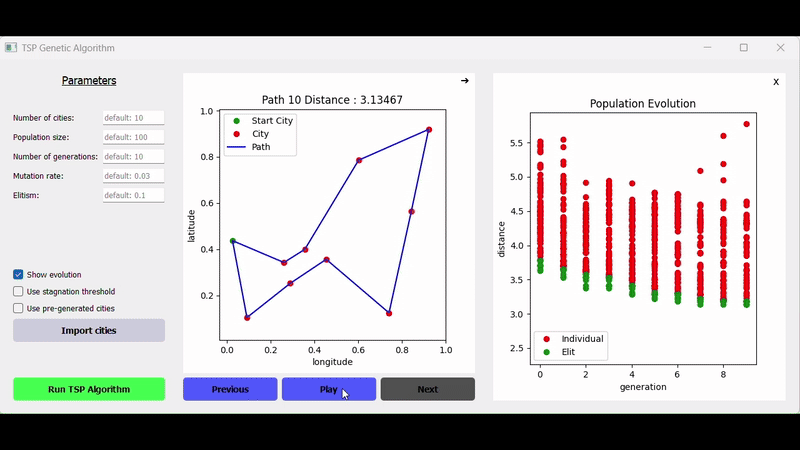 TSP Genetic Algorithm
Parameters
Number of cities: default: 10
Population size: default: 100
Number of generations: default: 10
Mutation rate: default: 0.03
Elitism: default: 0.1
Show evolution
Use stagnation threshold
Use pre-generated cities
Import cities
Run TSP Algorithm
→
Path 10 Distance : 3.13467
Start City
City
Path
1.0
0.8
0.6
0.4
0.2
latitude
0.0 0.2 0.4 0.6 0.8 1.0
longitude
Previous Play Next
x
Population Evolution
5.5
5.0
4.5
4.0
3.5
3.0
2.5
distance
Individual
Elit
0 2 4 6 8
generation